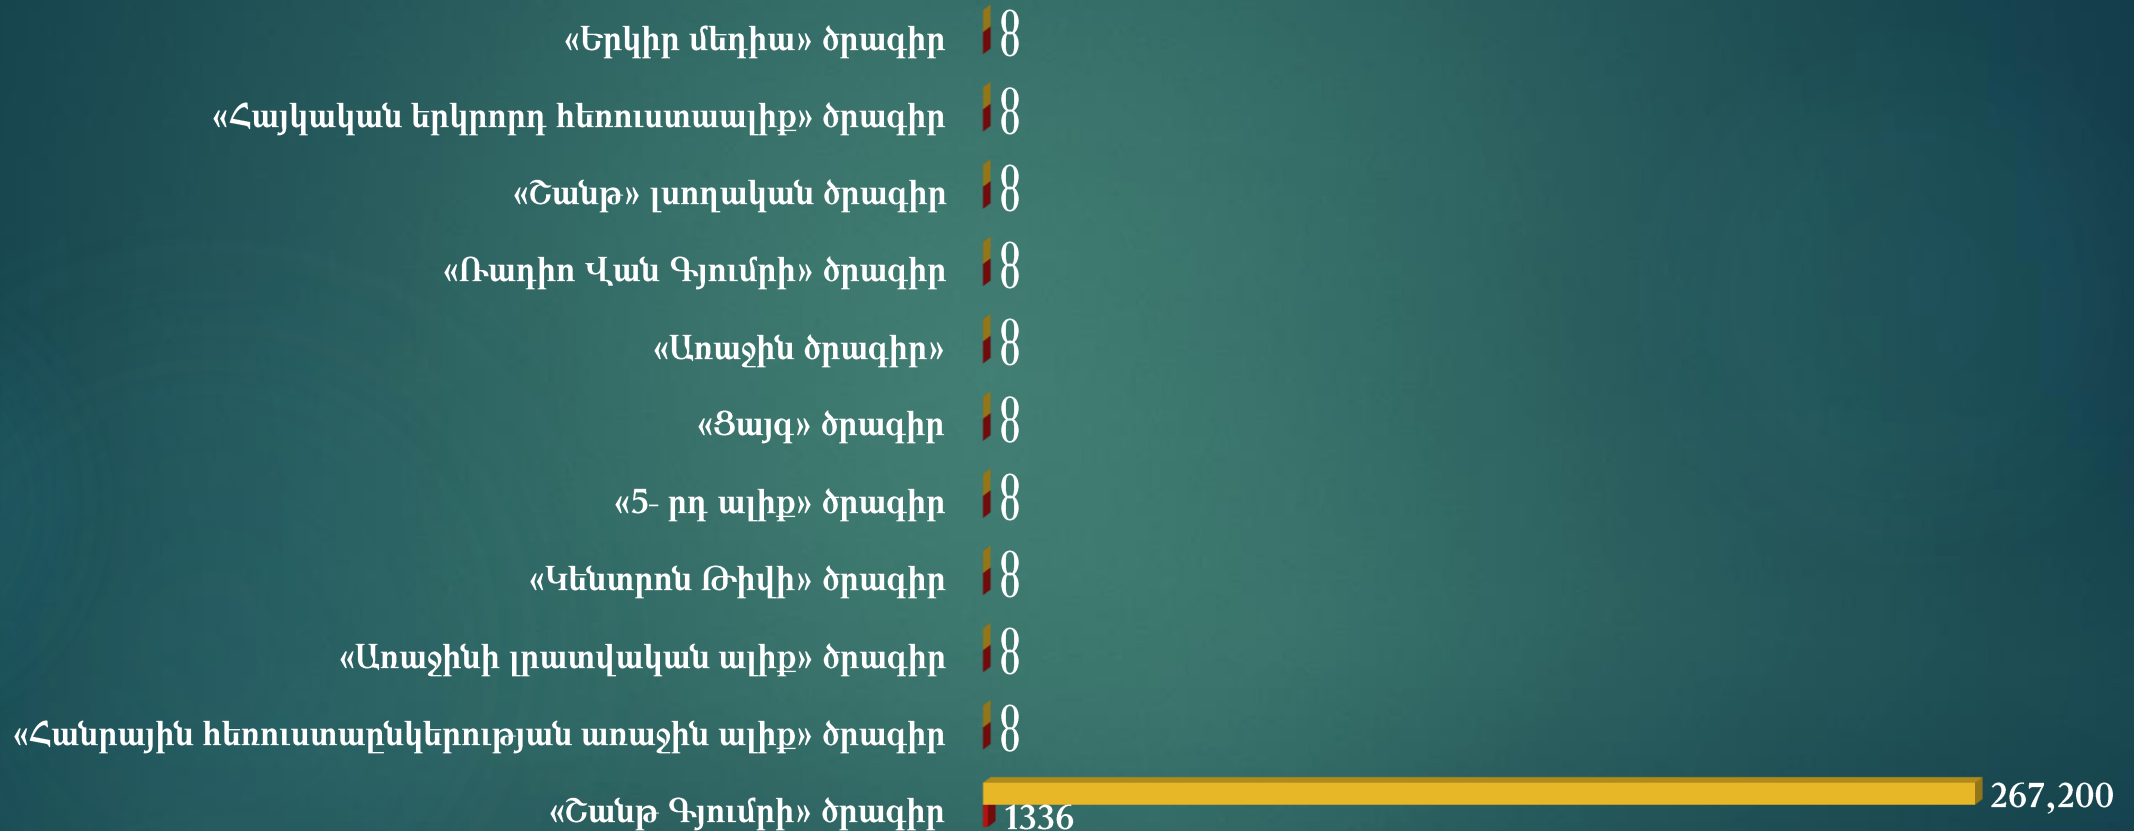 «Երկիր մեդիա» ծրագիր 0
0
«Հայկական երկրորդ հեռուստաալիք» ծրագիր 0
0
«Շանթ» լսողական ծրագիր 0
0
«Ռադիո Վան Գյումրի» ծրագիր 0
0
«Առաջին ծրագիր» 0
0
«Ցայգ» ծրագիր 0
0
«5- րդ ալիք» ծրագիր 0
0
«Կենտրոն Թիվի» ծրագիր 0
0
«Առաջինի լրատվական ալիք» ծրագիր 0
0
«Հանրային հեռուստաընկերության առաջին ալիք» ծրագիր 0
0
«Շանթ Գյումրի» ծրագիր 267,200
1336